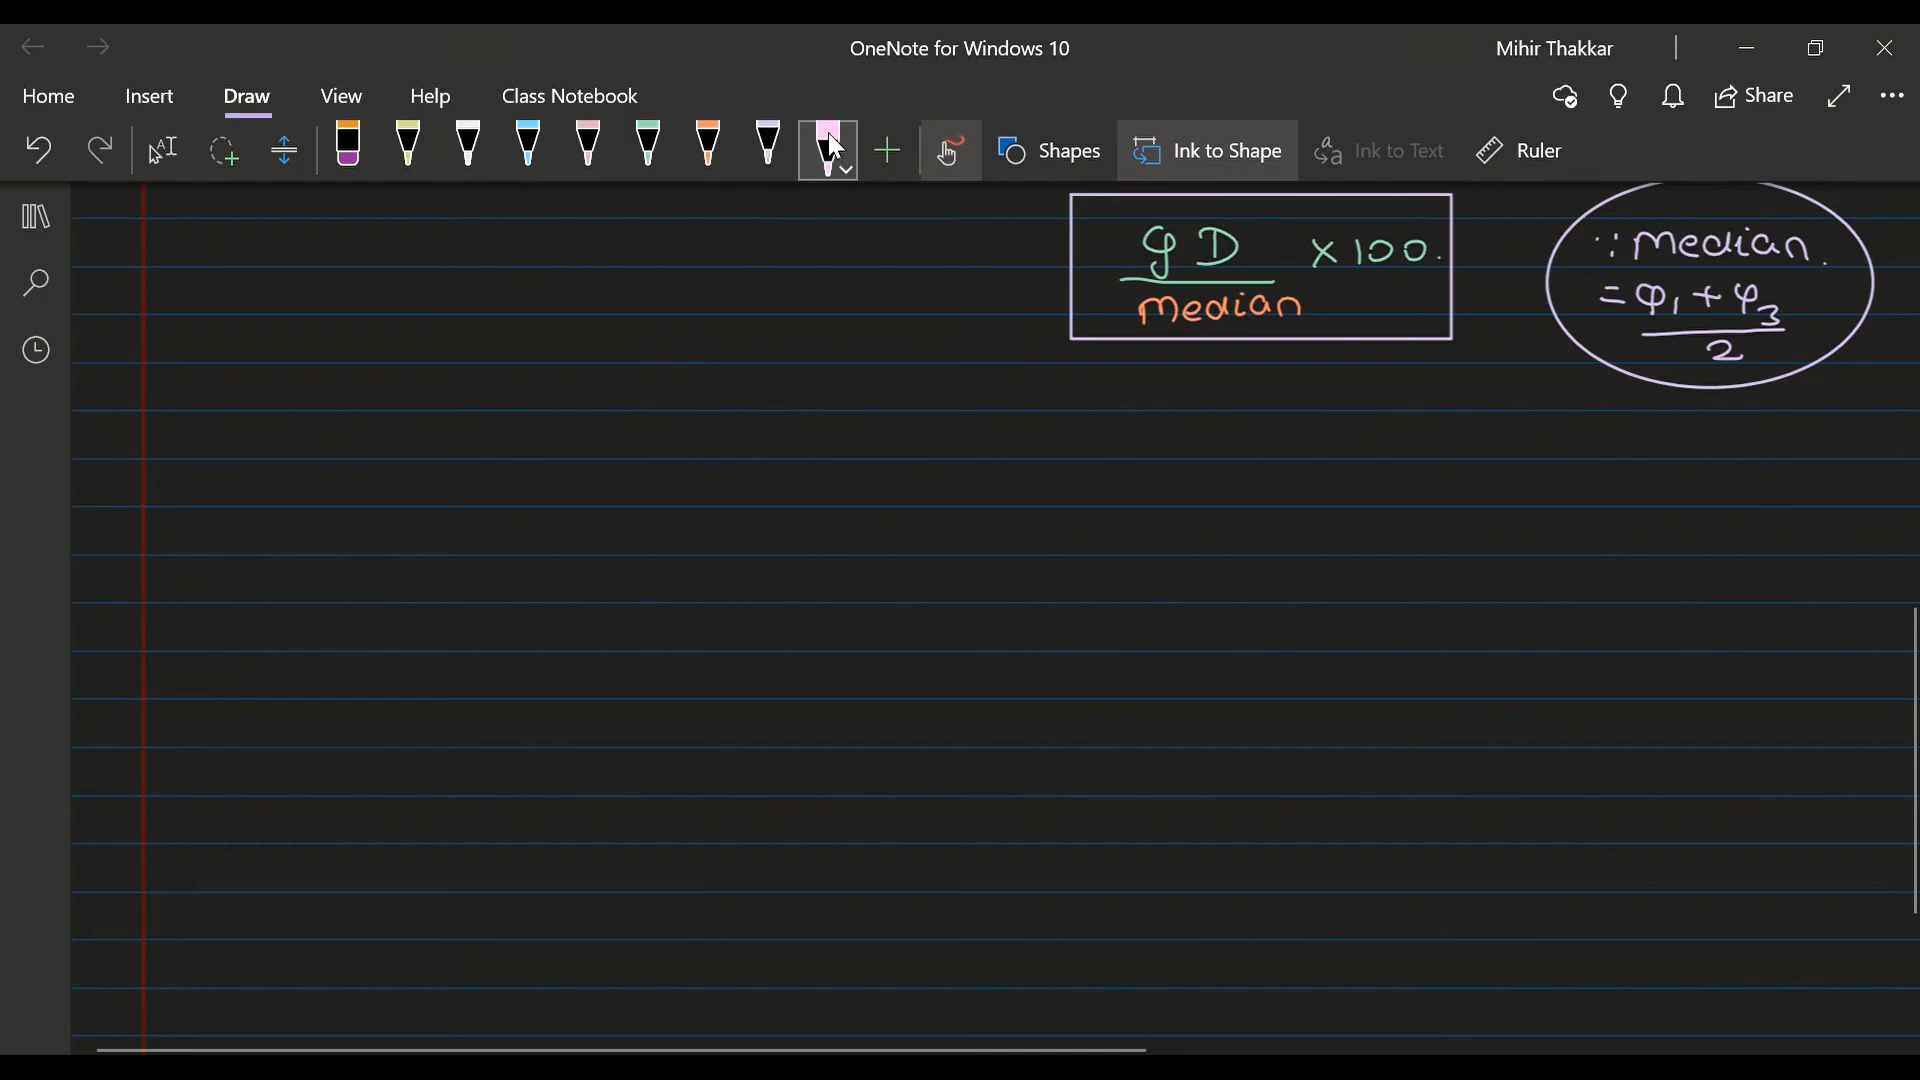 OneNote for Windows 10
Mihir Thakkar
Home Insert Draw View Help Class Notebook
Share
Shapes Ink to Shape Ink to Text Ruler
QD × 100.
median
∵ median.
= Q1 + Q3
2